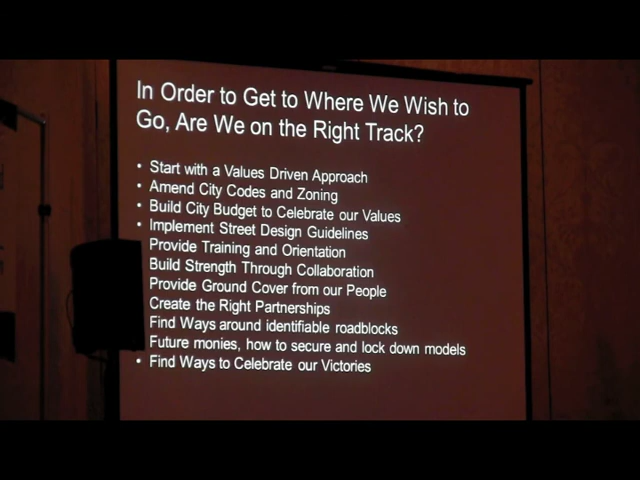 In Order to Get to Where We Wish to
Go, Are We on the Right Track?
• Start with a Values Driven Approach
• Amend City Codes and Zoning
• Build City Budget to Celebrate our Values
• Implement Street Design Guidelines
Provide Training and Orientation
Build Strength Through Collaboration
Provide Ground Cover from our People
Create the Right Partnerships
Find Ways around identifiable roadblocks
Future monies, how to secure and lock down models
• Find Ways to Celebrate our Victories